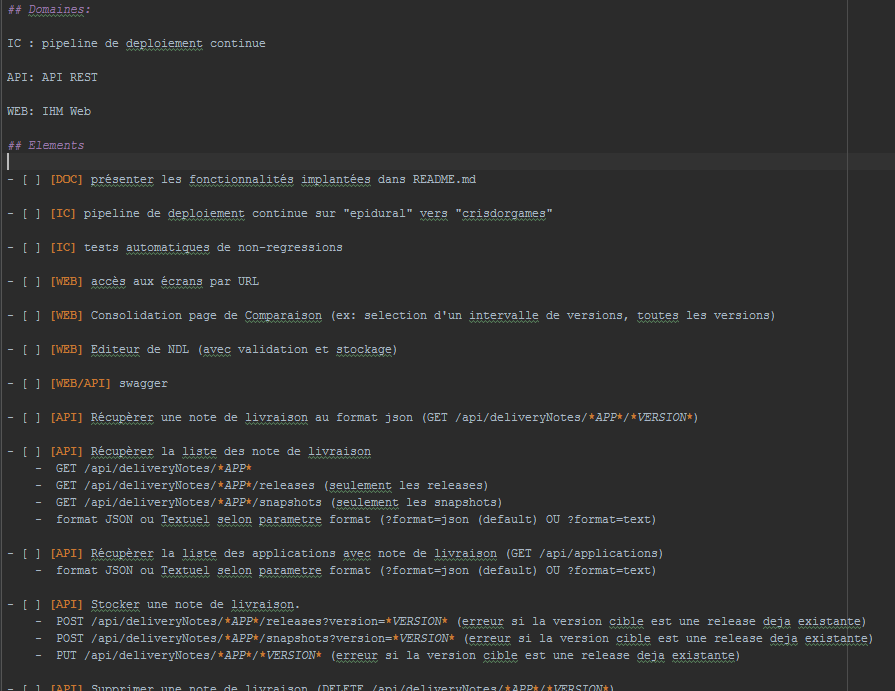 ## Domaines:
IC : pipeline de deploiement continue
API: API REST
WEB: IHM Web
## Elements
- [ ] [DOC] présenter les fonctionnalités implantées dans README.md
- [ ] [IC] pipeline de deploiement continue sur "epidural" vers "crisdorgames"
- [ ] [IC] tests automatiques de non-regressions
- [ ] [WEB] accès aux écrans par URL
- [ ] [WEB] Consolidation page de Comparaison (ex: selection d'un intervalle de versions, toutes les versions)
- [ ] [WEB] Editeur de NDL (avec validation et stockage)
- [ ] [WEB/API] swagger
- [ ] [API] Récupèrer une note de livraison au format json (GET /api/deliveryNotes/*APP*/*VERSION*)
- [ ] [API] Récupèrer la liste des note de livraison
- GET /api/deliveryNotes/*APP*
- GET /api/deliveryNotes/*APP*/releases (seulement les releases)
- GET /api/deliveryNotes/*APP*/snapshots (seulement les snapshots)
- format JSON ou Textuel selon parametre format (?format=json (default) OU ?format=text)
- [ ] [API] Récupèrer la liste des applications avec note de livraison (GET /api/applications)
- format JSON ou Textuel selon parametre format (?format=json (default) OU ?format=text)
- [ ] [API] Stocker une note de livraison.
- POST /api/deliveryNotes/*APP*/releases?version=*VERSION* (erreur si la version cible est une release deja existante)
- POST /api/deliveryNotes/*APP*/snapshots?version=*VERSION* (erreur si la version cible est une release deja existante)
- PUT /api/deliveryNotes/*APP*/*VERSION* (erreur si la version cible est une release deja existante)
- [ ] [API] Supprimer une note de livraison (DELETE /api/deliveryNotes/*APP*/*VERSION*)